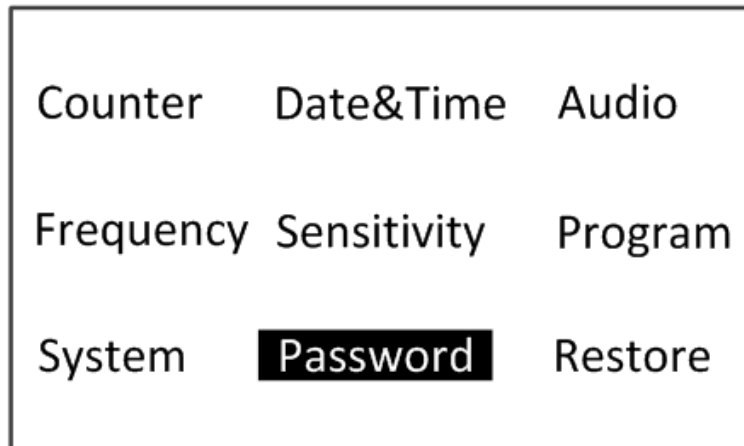 Counter Date&Time Audio
Frequency Sensitivity Program
System Password Restore